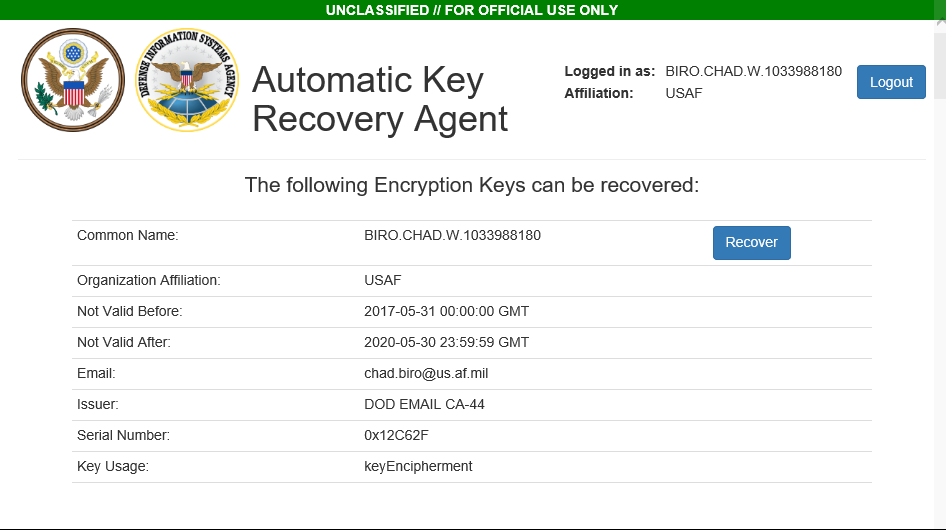 UNCLASSIFIED // FOR OFFICIAL USE ONLY
DEFENSE INFORMATION SYSTEMS AGENCY
Automatic Key
Recovery Agent
Logged in as: BIRO.CHAD.W.1033988180
Affiliation: USAF
Logout
The following Encryption Keys can be recovered:
Common Name: BIRO.CHAD.W.1033988180 Recover
Organization Affiliation: USAF
Not Valid Before: 2017-05-31 00:00:00 GMT
Not Valid After: 2020-05-30 23:59:59 GMT
Email: chad.biro@us.af.mil
Issuer: DOD EMAIL CA-44
Serial Number: 0x12C62F
Key Usage: keyEncipherment